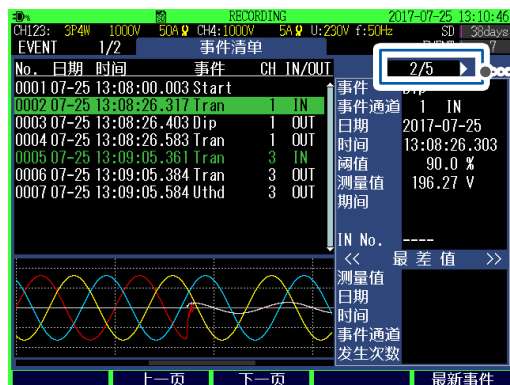 RECORDING 2017-07-25 13:10:46
CH123: 3P4W 1000V 50A CH4:1000V 5A U:230V f:50Hz SD 38days
EVENT 1/2 事件清单
No. 日期 时间 事件 CH IN/OUT
0001 07-25 13:08:00.003 Start
0002 07-25 13:08:26.317 Tran 1 IN
0003 07-25 13:08:26.403 Dip 1 OUT
0004 07-25 13:08:26.583 Tran 1 OUT
0005 07-25 13:09:05.361 Tran 3 IN
0006 07-25 13:09:05.384 Tran 3 OUT
0007 07-25 13:09:05.584 Uthd 3 OUT
2/5
事件
事件通道 1 IN
日期 2017-07-25
时间 13:08:26.303
阈值 90.0 %
测量值 196.27 V
期间
IN No. ----
<< 最差值 >>
测量值
日期
时间
事件通道
发生次数
上一页 下一页 最新事件